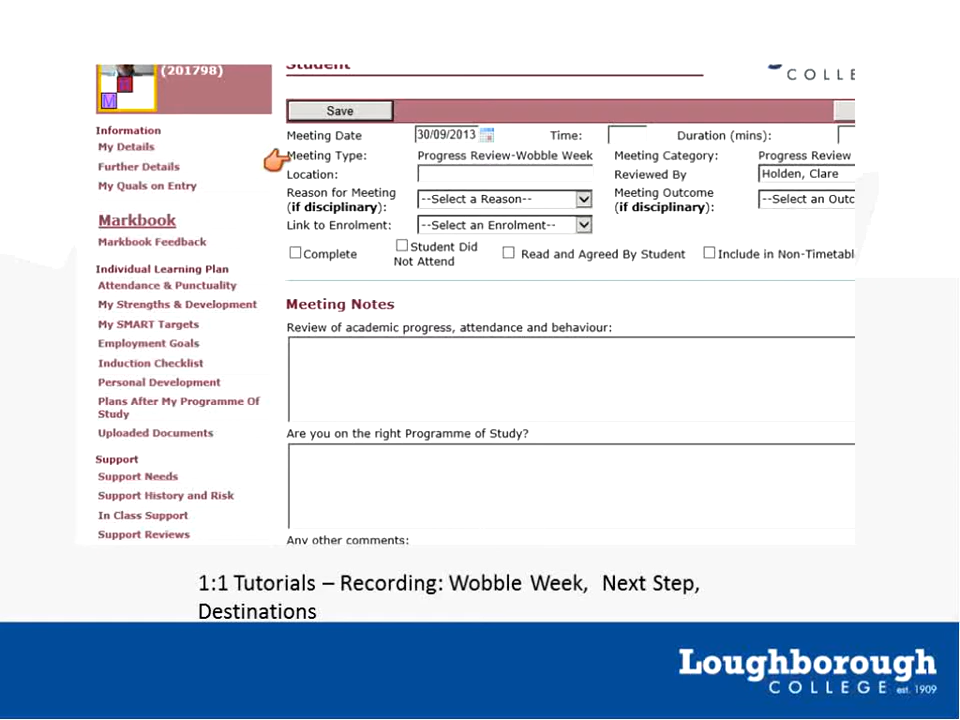 Student
(201798)
COLLE
Save
Information
My Details
Further Details
My Quals on Entry
Markbook
Markbook Feedback
Individual Learning Plan
Attendance & Punctuality
My Strengths & Development
My SMART Targets
Employment Goals
Induction Checklist
Personal Development
Plans After My Programme Of
Study
Uploaded Documents
Support
Support Needs
Support History and Risk
In Class Support
Support Reviews
Meeting Date 30/09/2013 Time: Duration (mins):
Meeting Type: Progress Review-Wobble Week Meeting Category: Progress Review
Location: Reviewed By Holden, Clare
Reason for Meeting
(if disciplinary): --Select a Reason-- Meeting Outcome
(if disciplinary): --Select an Outc
Link to Enrolment: --Select an Enrolment--
Complete Student Did
Not Attend Read and Agreed By Student Include in Non-Timetabl
Meeting Notes
Review of academic progress, attendance and behaviour:
Are you on the right Programme of Study?
Any other comments:
1:1 Tutorials – Recording: Wobble Week, Next Step,
Destinations
Loughborough
COLLEGE est. 1909